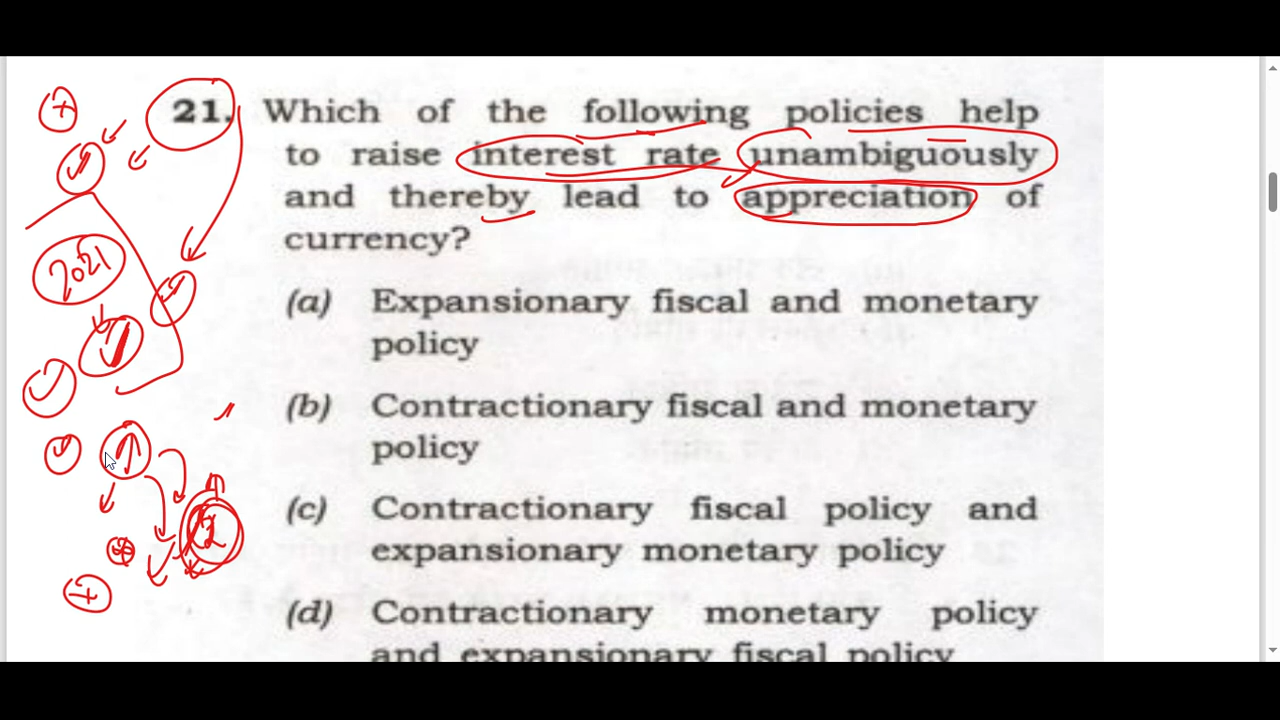 21. Which of the following policies help
to raise interest rate unambiguously
and thereby lead to appreciation of
currency?
(a) Expansionary fiscal and monetary
policy
(b) Contractionary fiscal and monetary
policy
(c) Contractionary fiscal policy and
expansionary monetary policy
(d) Contractionary monetary policy
and expansionary fiscal policy
2021